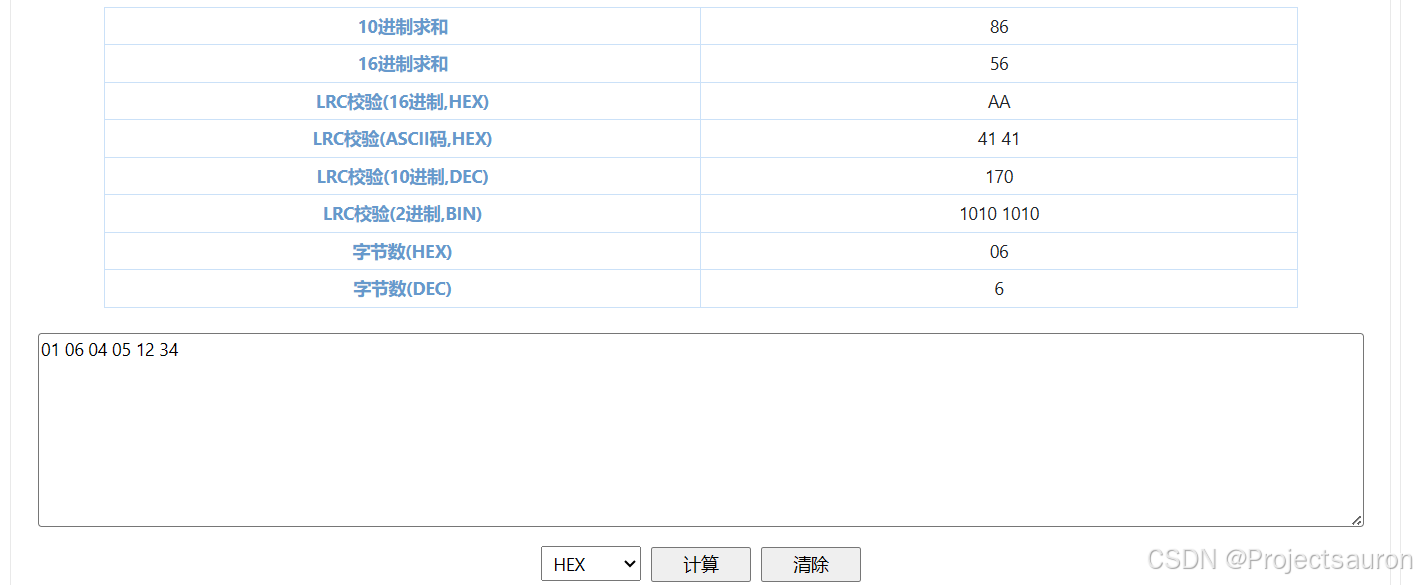 10进制求和 86
16进制求和 56
LRC校验(16进制,HEX) AA
LRC校验(ASCII码,HEX) 41 41
LRC校验(10进制,DEC) 170
LRC校验(2进制,BIN) 1010 1010
字节数(HEX) 06
字节数(DEC) 6
01 06 04 05 12 34
HEX 计算 清除
CSDN @Projectsauron